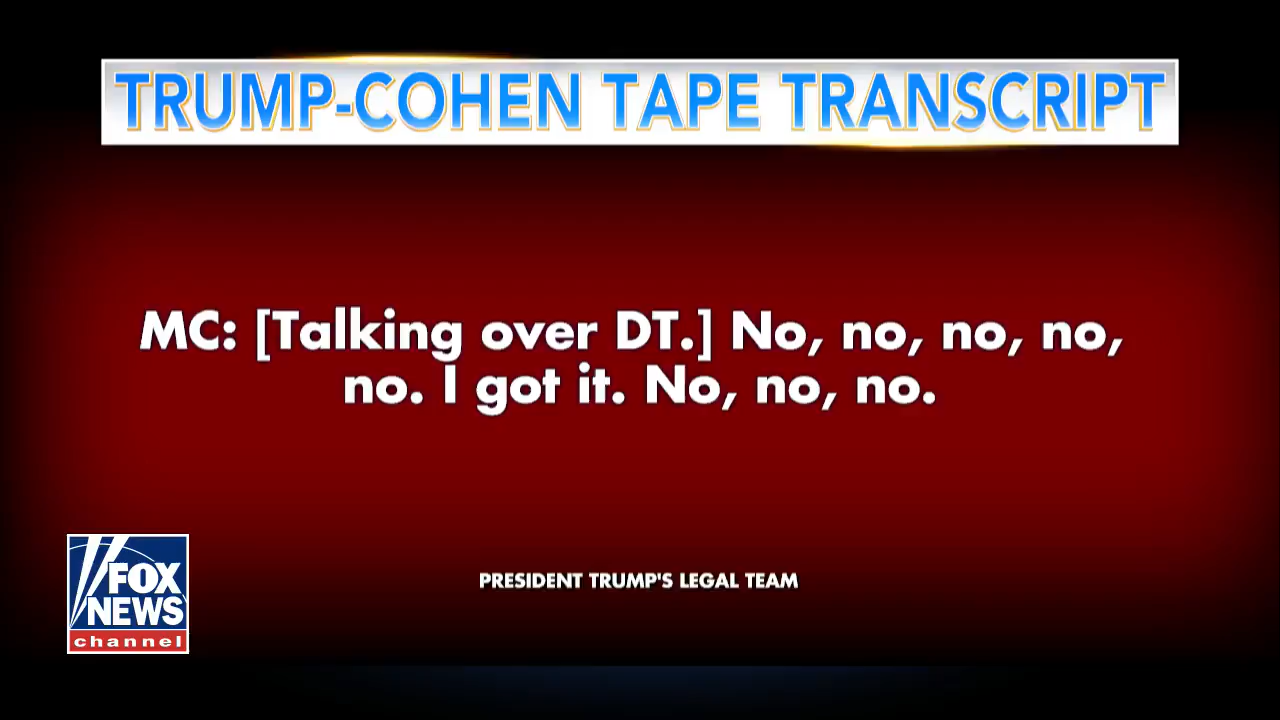 TRUMP-COHEN TAPE TRANSCRIPT
MC: [Talking over DT.] No, no, no, no,
no. I got it. No, no, no.
PRESIDENT TRUMP'S LEGAL TEAM
FOX
NEWS
channel